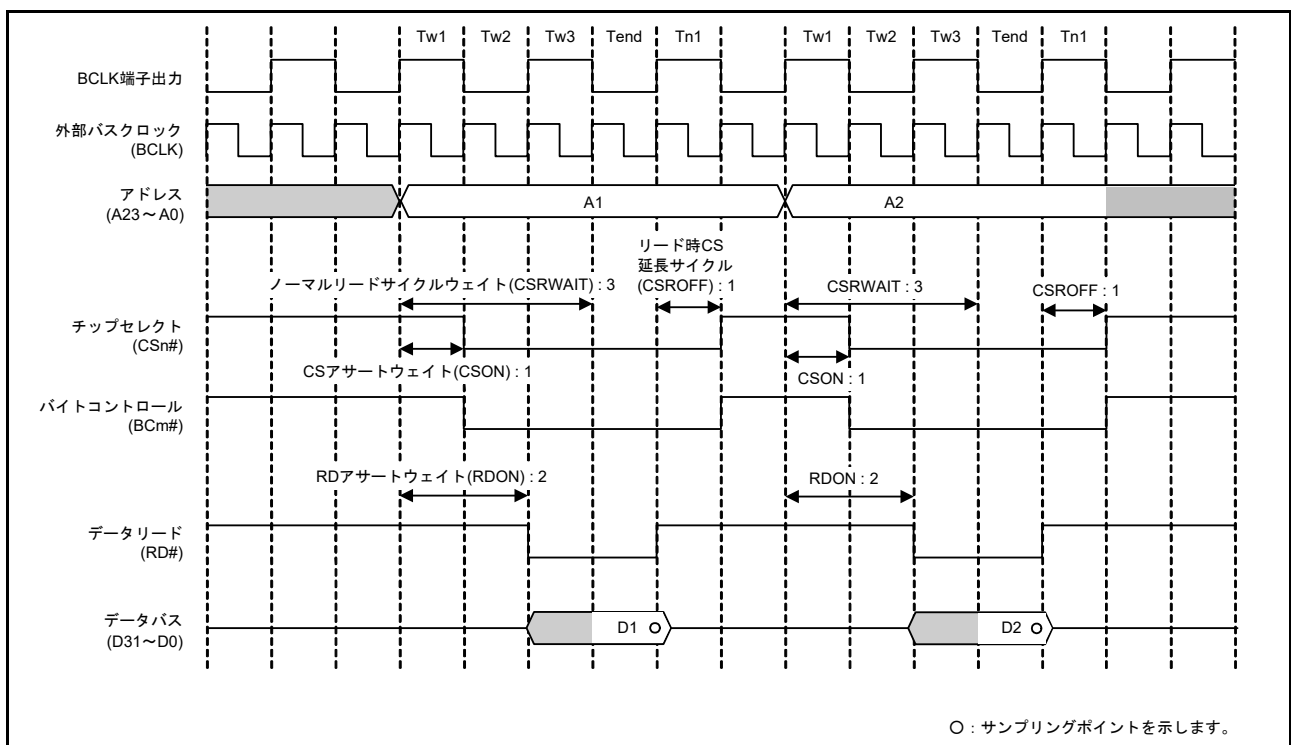 Tw1 Tw2 Tw3 Tend Tn1 Tw1 Tw2 Tw3 Tend Tn1
BCLK端子出力
外部バスクロック
(BCLK)
アドレス
(A23～A0)
A1 A2
リード時CS
延長サイクル
(CSROFF) : 1
ノーマルリードサイクルウェイト(CSRWAIT) : 3
CSRWAIT : 3
CSROFF : 1
チップセレクト
(CSn#)
CSアサートウェイト(CSON) : 1
CSON : 1
バイトコントロール
(BCm#)
RDアサートウェイト(RDON) : 2
RDON : 2
データリード
(RD#)
データバス
(D31～D0)
D1 D2
○ : サンプリングポイントを示します。